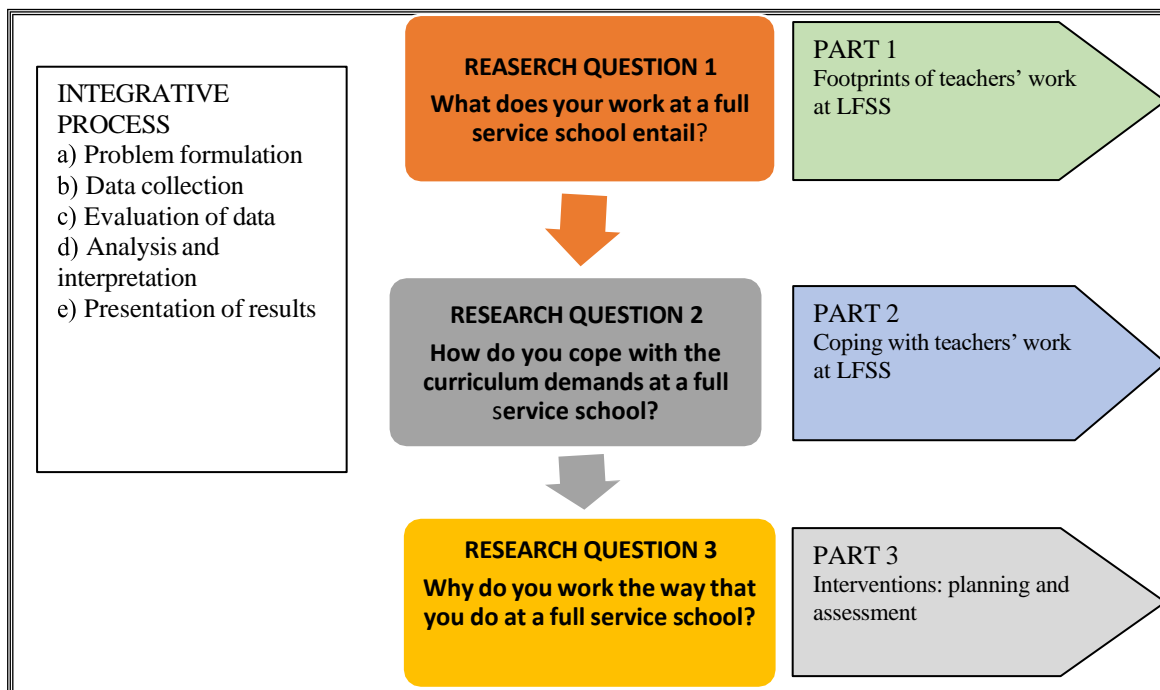 INTEGRATIVE
PROCESS
a) Problem formulation
b) Data collection
c) Evaluation of data
d) Analysis and
interpretation
e) Presentation of results
REASERCH QUESTION 1
What does your work at a full
service school entail?
PART 1
Footprints of teachers’ work
at LFSS
RESEARCH QUESTION 2
How do you cope with the
curriculum demands at a full
service school?
PART 2
Coping with teachers’ work
at LFSS
RESEARCH QUESTION 3
Why do you work the way that
you do at a full service school?
PART 3
Interventions: planning and
assessment